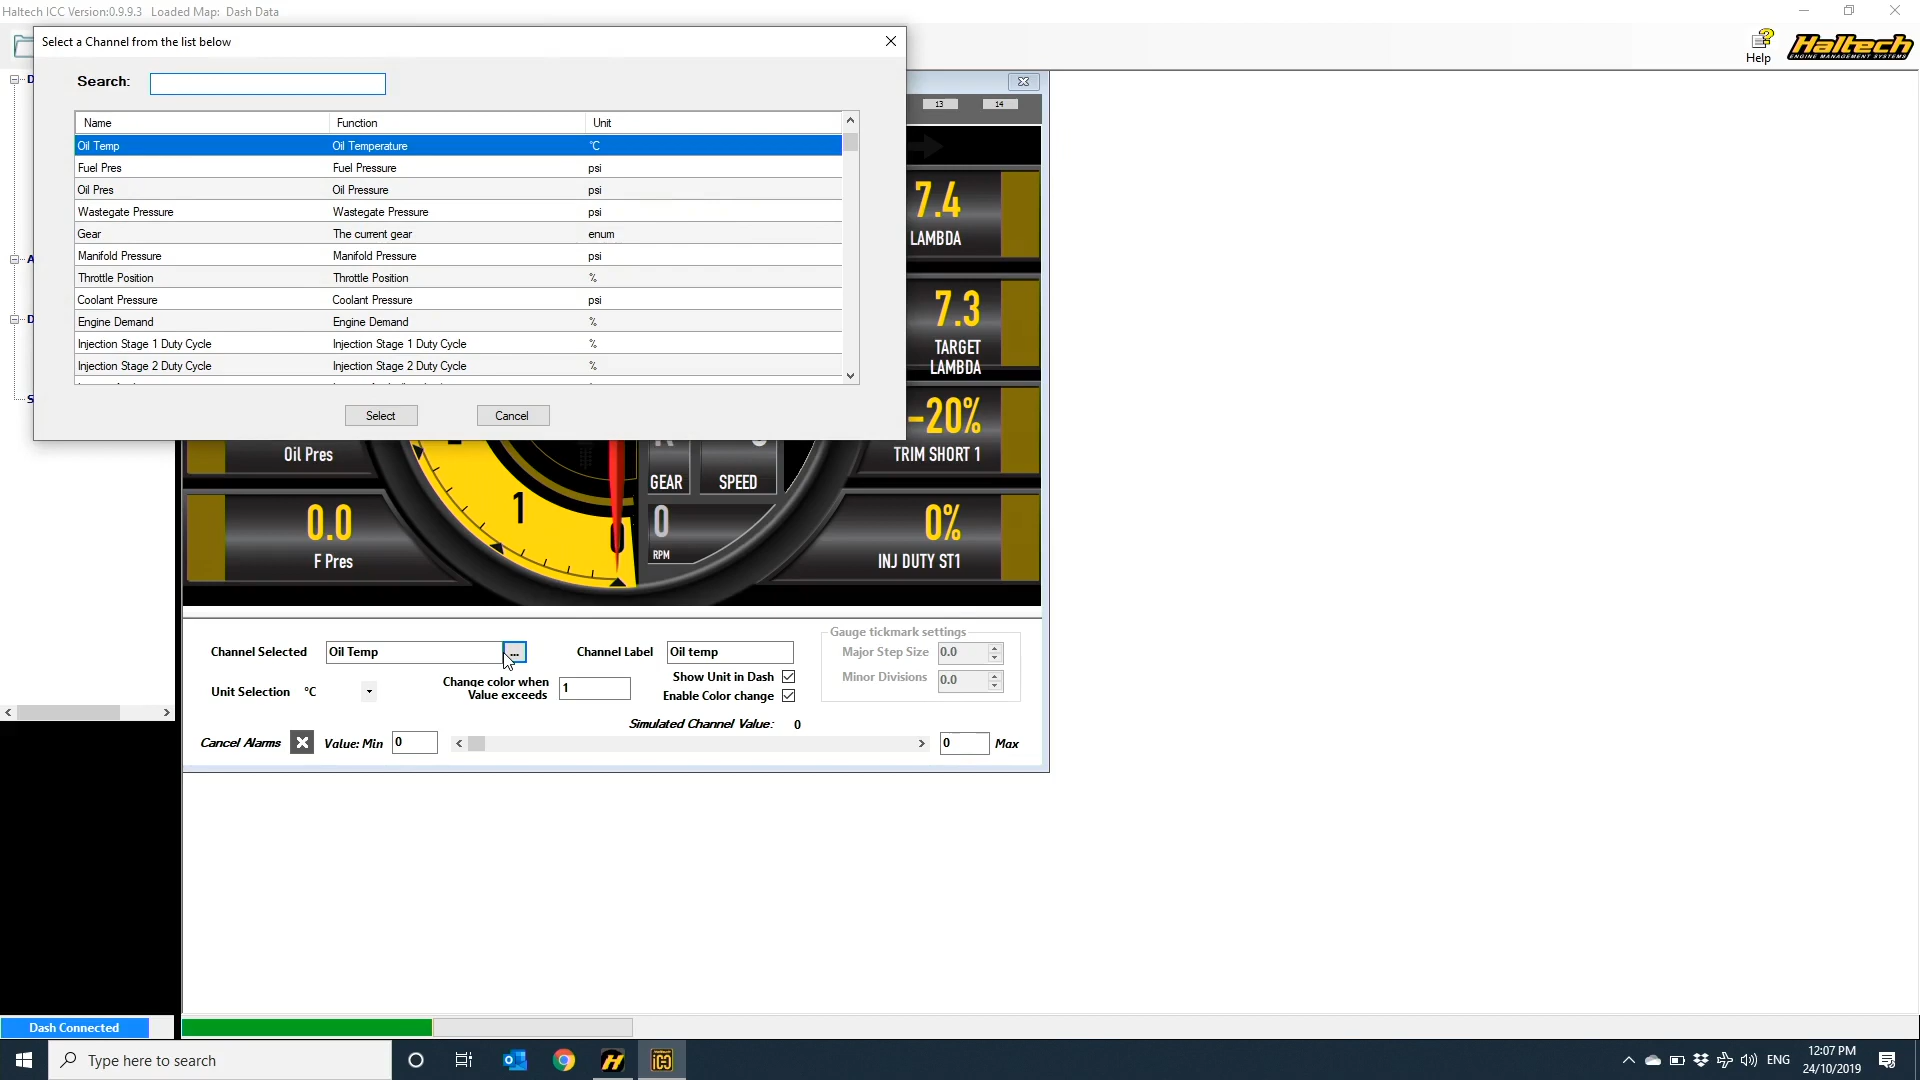 Haltech ICC Version:0.9.9.3 Loaded Map: Dash Data
Select a Channel from the list below
Help
Haltech
ENGINE MANAGEMENT SYSTEMS
Search:
Name Function Unit
Oil Temp Oil Temperature °C
Fuel Pres Fuel Pressure psi
Oil Pres Oil Pressure psi
Wastegate Pressure Wastegate Pressure psi
Gear The current gear enum
Manifold Pressure Manifold Pressure psi
Throttle Position Throttle Position %
Coolant Pressure Coolant Pressure psi
Engine Demand Engine Demand %
Injection Stage 1 Duty Cycle Injection Stage 1 Duty Cycle %
Injection Stage 2 Duty Cycle Injection Stage 2 Duty Cycle %
Select Cancel
13 14
7.4
LAMBDA
7.3
TARGET
LAMBDA
-20%
TRIM SHORT 1
0%
INJ DUTY ST1
Oil Pres
0.0
F Pres
1
0
GEAR SPEED
0
RPM
Channel Selected Oil Temp ... Channel Label Oil temp
Gauge tickmark settings
Major Step Size 0.0
Minor Divisions 0.0
Unit Selection °C
Change color when
Value exceeds 1
Show Unit in Dash
Enable Color change
Simulated Channel Value: 0
Cancel Alarms Value: Min 0 0 Max
Dash Connected
Type here to search
ENG
12:07 PM
24/10/2019